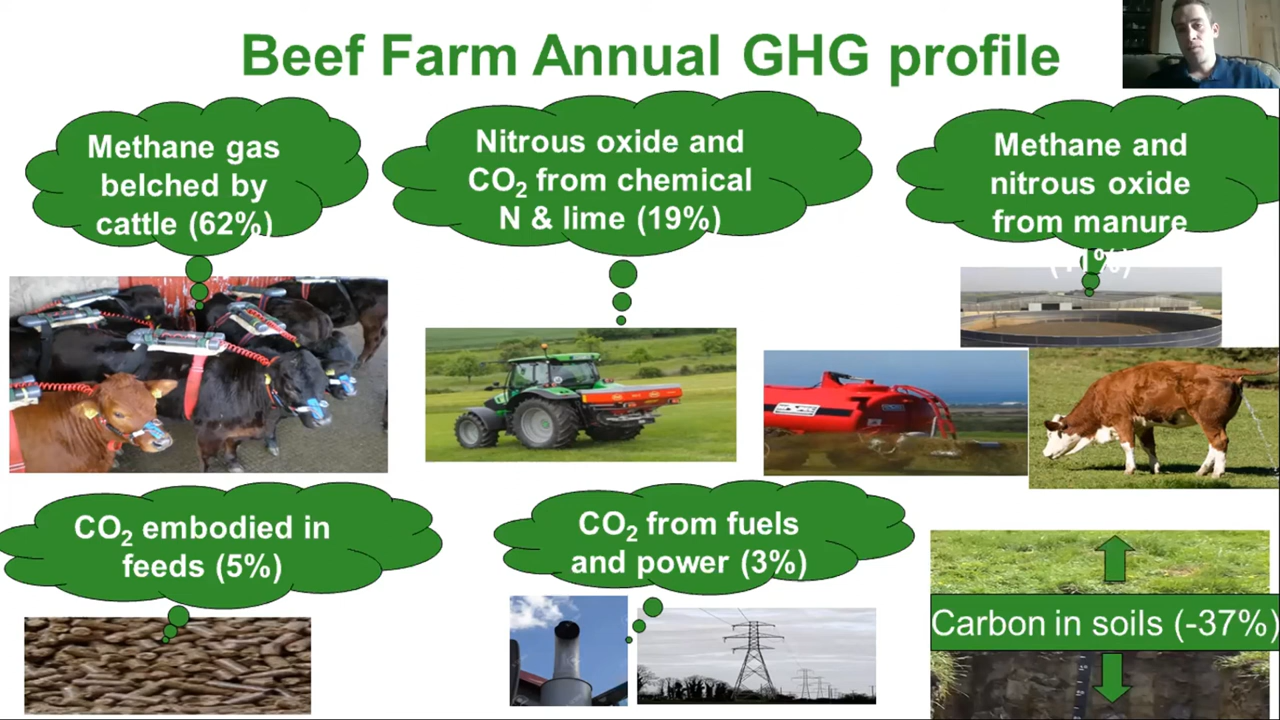 Beef Farm Annual GHG profile
Methane gas
belched by
cattle (62%)
Nitrous oxide and
CO₂ from chemical
N & lime (19%)
Methane and
nitrous oxide
from manure
CO₂ embodied in
feeds (5%)
CO₂ from fuels
and power (3%)
Carbon in soils (-37%)